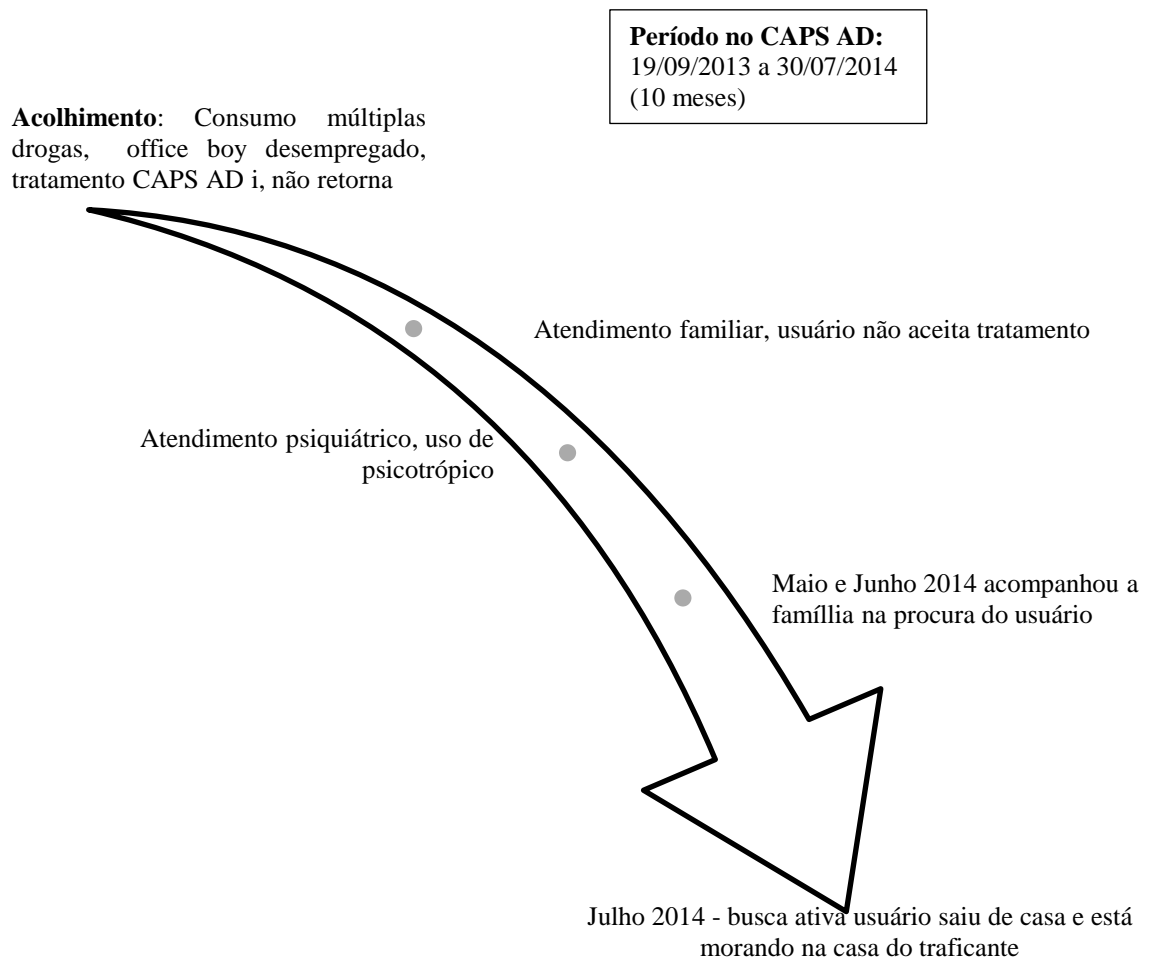 Período no CAPS AD:
19/09/2013 a 30/07/2014
(10 meses)
Acolhimento: Consumo múltiplas
drogas, office boy desempregado,
tratamento CAPS AD i, não retorna
Atendimento familiar, usuário não aceita tratamento
Atendimento psiquiátrico, uso de
psicotrópico
Maio e Junho 2014 acompanhou a
famíllia na procura do usuário
Julho 2014 - busca ativa usuário saiu de casa e está
morando na casa do traficante